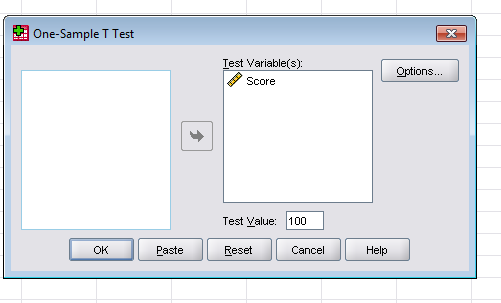 One-Sample T Test
Test Variable(s):
Score
Options...
Test Value: 100
OK Paste Reset Cancel Help